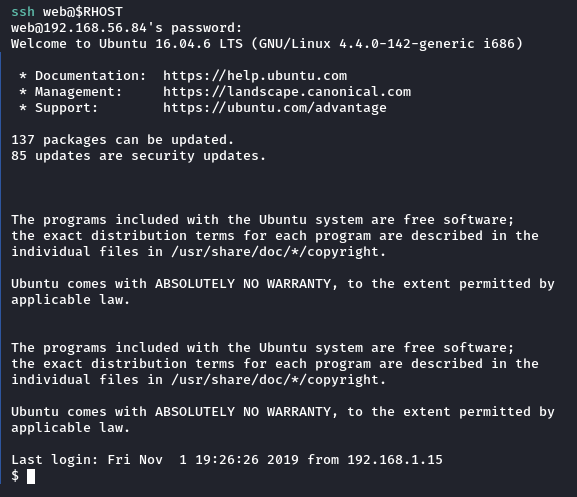 ssh web@$RHOST
web@192.168.56.84's password:
Welcome to Ubuntu 16.04.6 LTS (GNU/Linux 4.4.0-142-generic i686)
* Documentation:  https://help.ubuntu.com
* Management:     https://landscape.canonical.com
* Support:        https://ubuntu.com/advantage
137 packages can be updated.
85 updates are security updates.
The programs included with the Ubuntu system are free software;
the exact distribution terms for each program are described in the
individual files in /usr/share/doc/*/copyright.
Ubuntu comes with ABSOLUTELY NO WARRANTY, to the extent permitted by
applicable law.
The programs included with the Ubuntu system are free software;
the exact distribution terms for each program are described in the
individual files in /usr/share/doc/*/copyright.
Ubuntu comes with ABSOLUTELY NO WARRANTY, to the extent permitted by
applicable law.
Last login: Fri Nov  1 19:26:26 2019 from 192.168.1.15
$